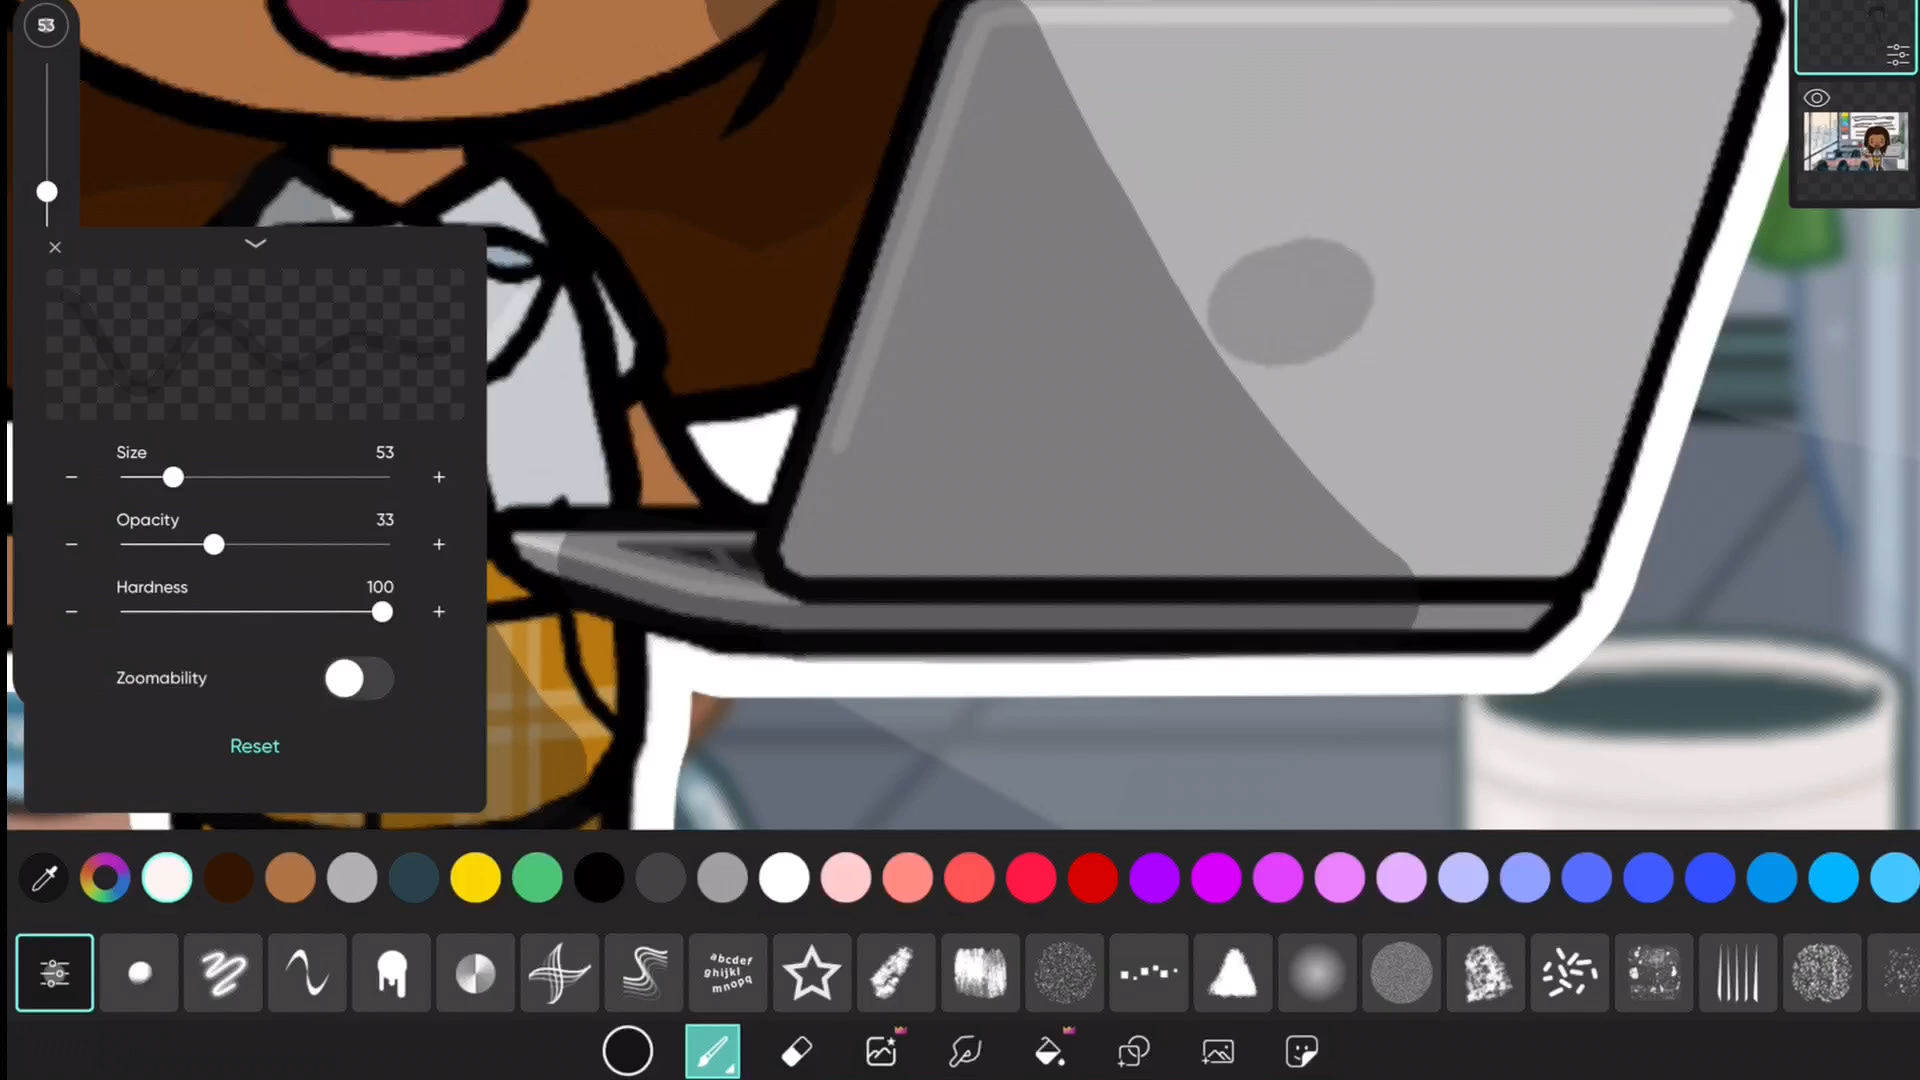 53
Size 53
Opacity 33
Hardness 100
Zoomability
Reset
abcdef
ghijkl
mnopq